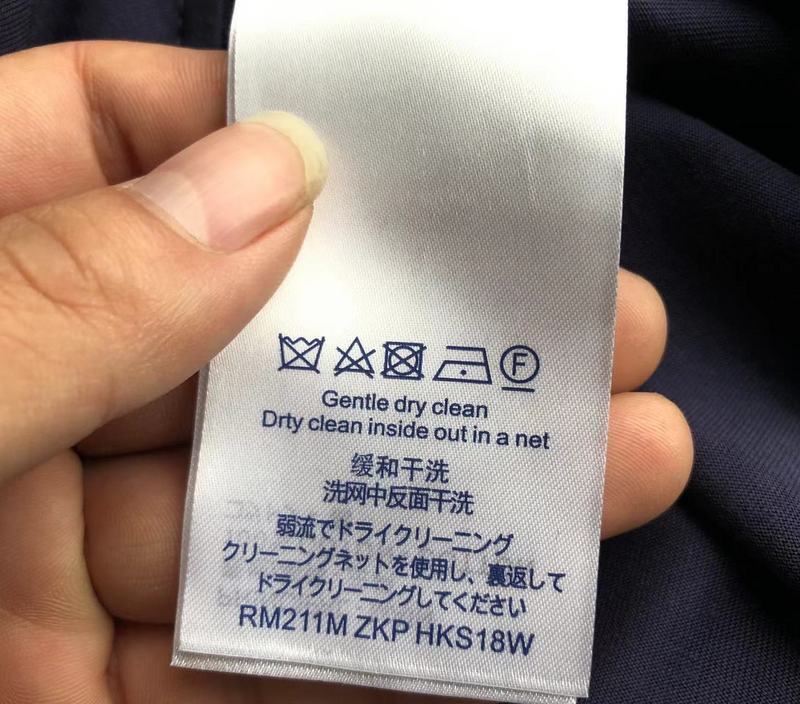 F
Gentle dry clean
Drty clean inside out in a net
缓和干洗
洗网中反面干洗
弱流でドライクリーニング
クリーニングネットを使用し、裏返して
ドライクリーニングしてください
RM211M ZKP HKS18W